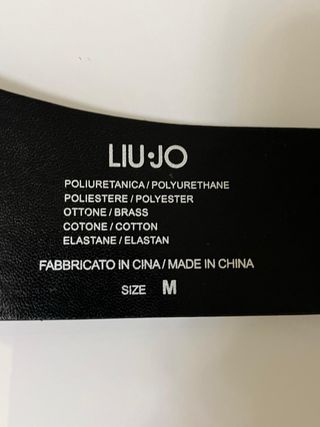 LIU·JO
POLIURETANICA / POLYURETHANE
POLIESTERE / POLYESTER
OTTONE / BRASS
COTONE / COTTON
ELASTANE / ELASTAN
FABBRICATO IN CINA / MADE IN CHINA
SIZE M